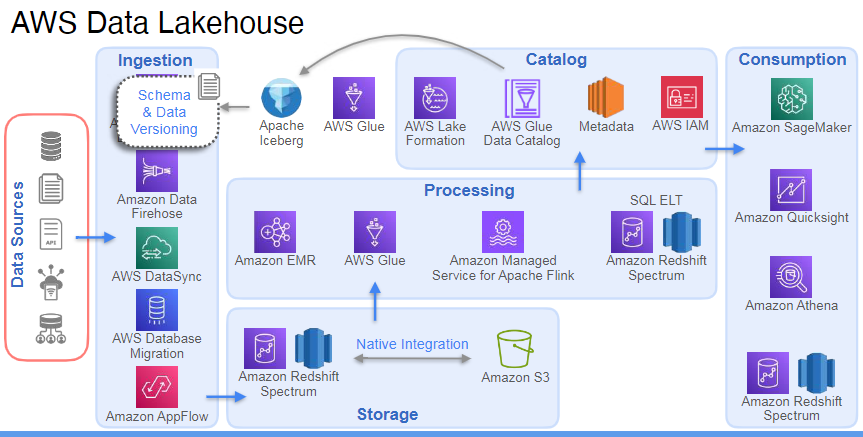 AWS Data Lakehouse
Ingestion
Schema
& Data
Versioning
Amazon Data
Firehose
AWS DataSync
AWS Database
Migration
Amazon AppFlow
Data Sources
API
Apache
Iceberg
AWS Glue
Catalog
AWS Lake
Formation
AWS Glue
Data Catalog
Metadata
AWS IAM
Processing
Amazon EMR
AWS Glue
Amazon Managed
Service for Apache Flink
SQL ELT
Amazon Redshift
Spectrum
Amazon Redshift
Spectrum
Native Integration
Amazon S3
Storage
Consumption
Amazon SageMaker
Amazon Quicksight
Amazon Athena
Amazon Redshift
Spectrum